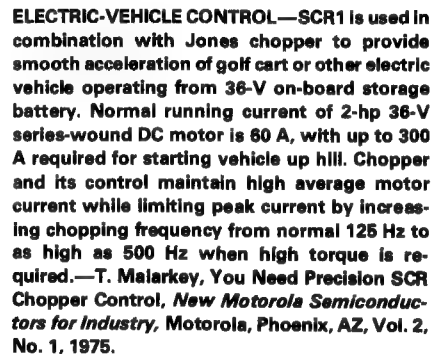 ELECTRIC-VEHICLE CONTROL—SCR1 is used in
combination with Jones chopper to provide
smooth acceleration of golf cart or other electric
vehicle operating from 36-V on-board storage
battery. Normal running current of 2-hp 36-V
series-wound DC motor is 60 A, with up to 300
A required for starting vehicle up hill. Chopper
and its control maintain high average motor
current while limiting peak current by increas-
ing chopping frequency from normal 125 Hz to
as high as 500 Hz when high torque is re-
quired.—T. Malarkey, You Need Precision SCR
Chopper Control, New Motorola Semiconduc-
tors for Industry, Motorola, Phoenix, AZ, Vol. 2,
No. 1, 1975.